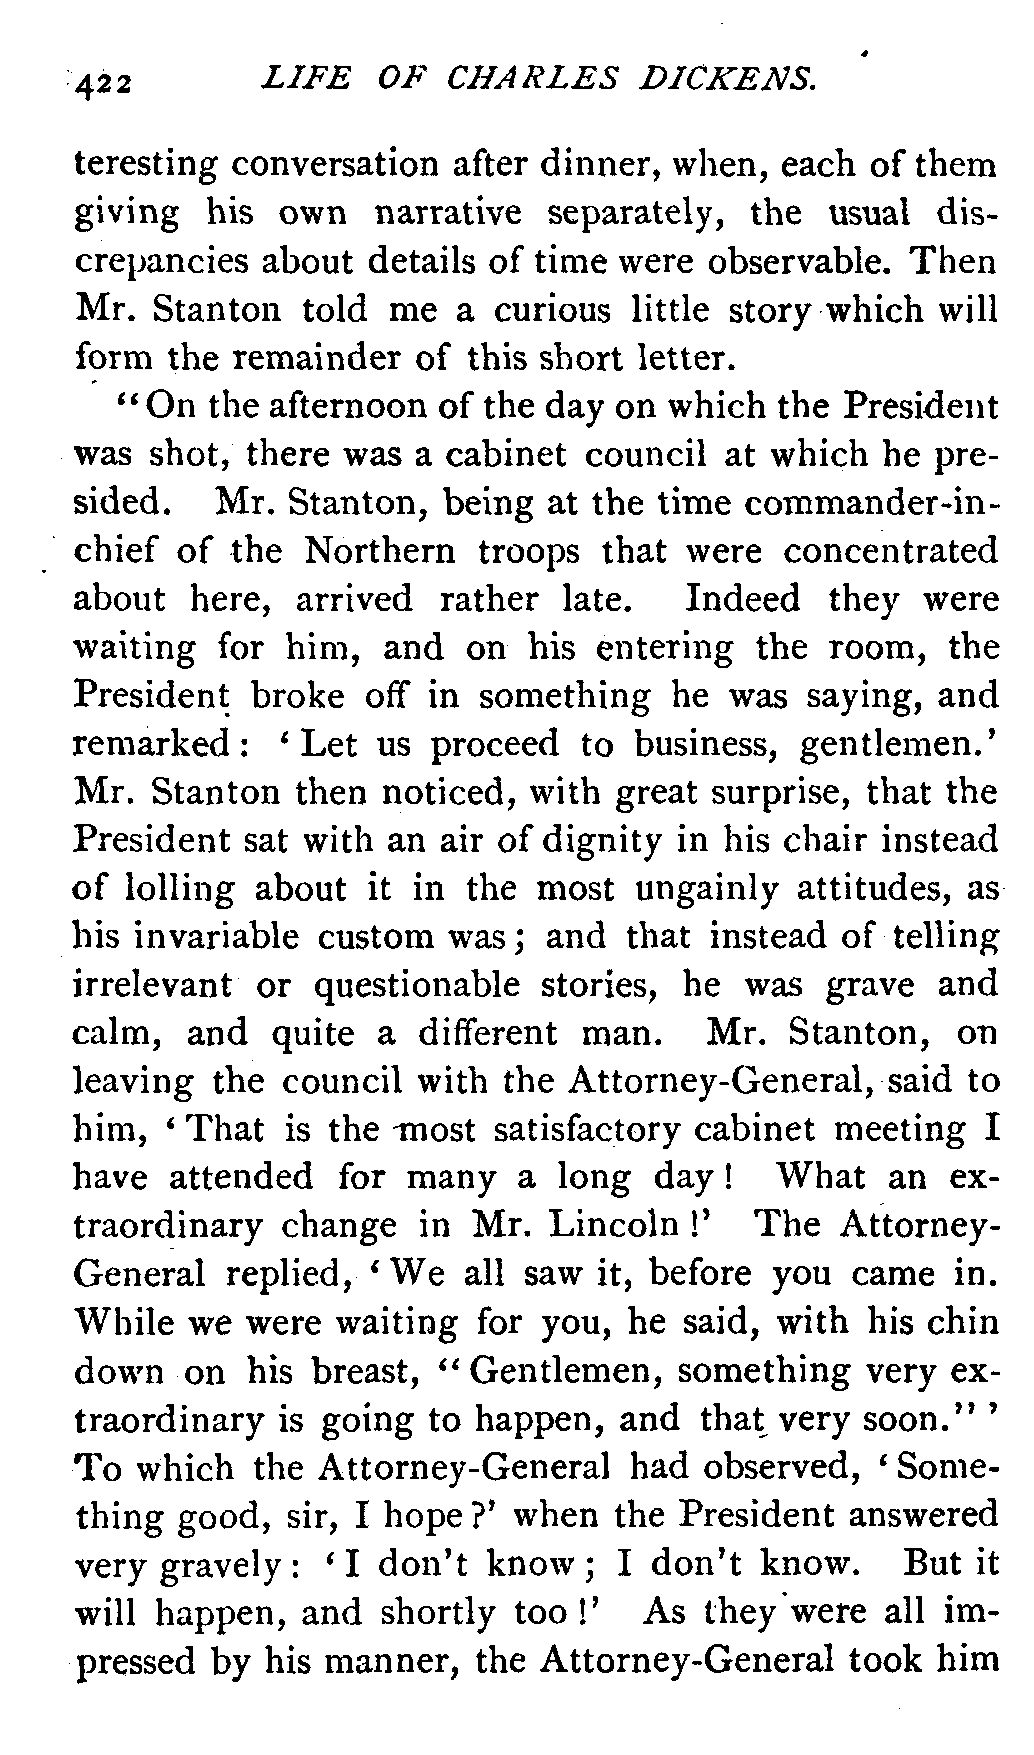 422 LIFE OF CHARLES DICKENS.
teresting conversation after dinner, when, each of them
giving his own narrative separately, the usual dis-
crepancies about details of time were observable. Then
Mr. Stanton told me a curious little story which will
form the remainder of this short letter.
“On the afternoon of the day on which the President
was shot, there was a cabinet council at which he pre-
sided. Mr. Stanton, being at the time commander-in-
chief of the Northern troops that were concentrated
about here, arrived rather late. Indeed they were
waiting for him, and on his entering the room, the
President broke off in something he was saying, and
remarked: ‘Let us proceed to business, gentlemen.’
Mr. Stanton then noticed, with great surprise, that the
President sat with an air of dignity in his chair instead
of lolling about it in the most ungainly attitudes, as
his invariable custom was; and that instead of telling
irrelevant or questionable stories, he was grave and
calm, and quite a different man. Mr. Stanton, on
leaving the council with the Attorney-General, said to
him, ‘That is the most satisfactory cabinet meeting I
have attended for many a long day! What an ex-
traordinary change in Mr. Lincoln!’ The Attorney-
General replied, ‘We all saw it, before you came in.
While we were waiting for you, he said, with his chin
down on his breast, “Gentlemen, something very ex-
traordinary is going to happen, and that very soon.”’
To which the Attorney-General had observed, ‘Some-
thing good, sir, I hope?’ when the President answered
very gravely: ‘I don’t know; I don’t know. But it
will happen, and shortly too!’ As they were all im-
pressed by his manner, the Attorney-General took him